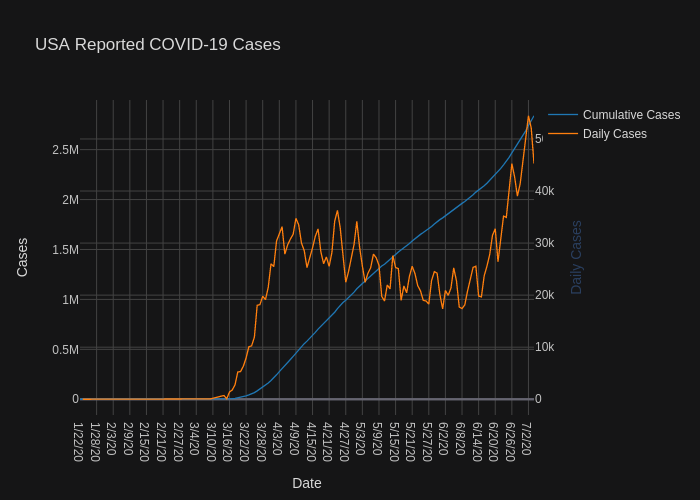 USA Reported COVID-19 Cases
Cumulative Cases
Daily Cases
2.5M
2M
1.5M
1M
0.5M
0
Cases
40k
30k
20k
10k
0
Daily Cases
1/22/20
1/28/20
2/3/20
2/9/20
2/15/20
2/21/20
2/27/20
3/4/20
3/10/20
3/16/20
3/22/20
3/28/20
4/3/20
4/9/20
4/15/20
4/21/20
4/27/20
5/3/20
5/9/20
5/15/20
5/21/20
5/27/20
6/2/20
6/8/20
6/14/20
6/20/20
6/26/20
7/2/20
Date